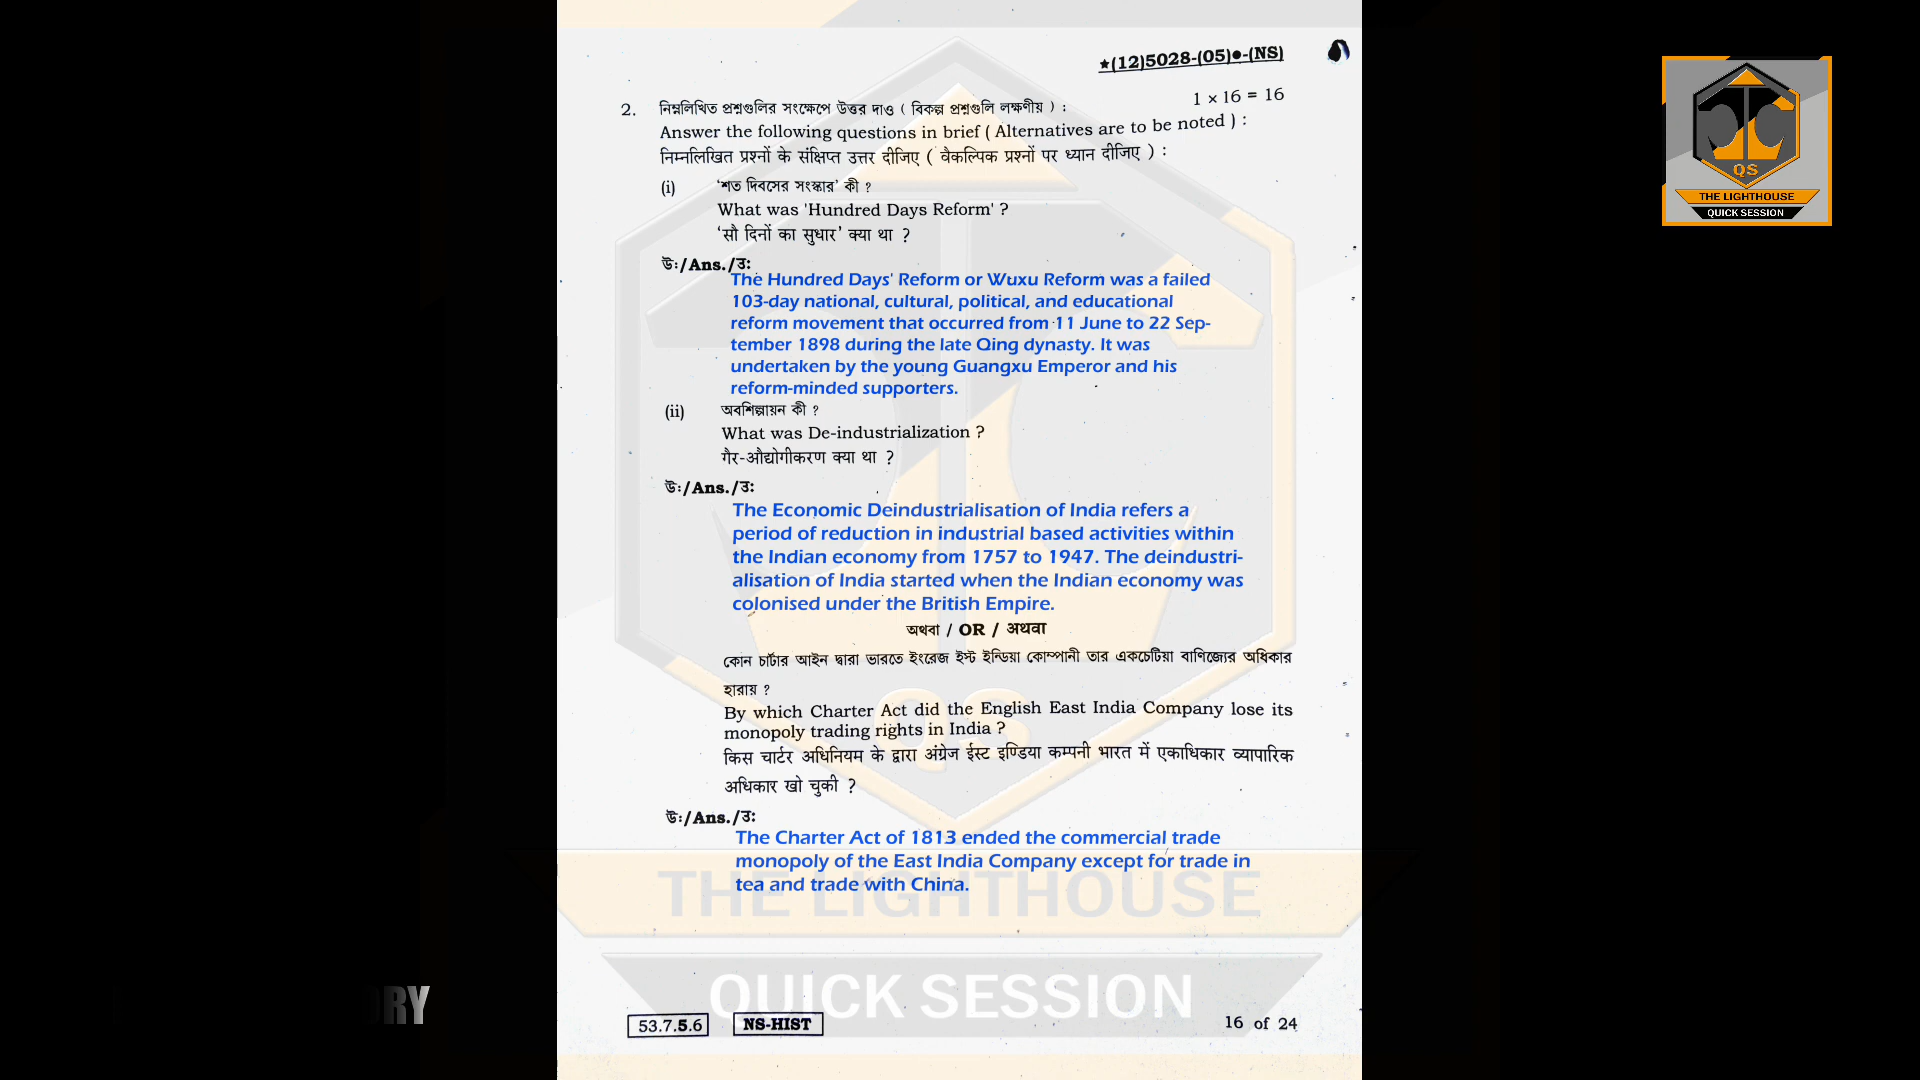 ★(12)5028-(05)●-(NS)
1 × 16 = 16
2. নিম্নলিখিত প্রশ্নগুলির সংক্ষেপে উত্তর দাও ( বিকল্প প্রশ্নগুলি লক্ষণীয় ) :
Answer the following questions in brief ( Alternatives are to be noted ) :
निम्नलिखित प्रश्नों के संक्षिप्त उत्तर दीजिए ( वैकल्पिक प्रश्नों पर ध्यान दीजिए ) :
(i) ‘শত দিবসের সংস্কার’ কী ?
What was 'Hundred Days Reform' ?
‘सौ दिनों का सुधार’ क्या था ?
উঃ/Ans./उ:
The Hundred Days' Reform or Wuxu Reform was a failed
103-day national, cultural, political, and educational
reform movement that occurred from 11 June to 22 Sep-
tember 1898 during the late Qing dynasty. It was
undertaken by the young Guangxu Emperor and his
reform-minded supporters.
(ii) অবশিল্পায়ন কী ?
What was De-industrialization ?
गैर-औद्योगीकरण क्या था ?
উঃ/Ans./उ:
The Economic Deindustrialisation of India refers a
period of reduction in industrial based activities within
the Indian economy from 1757 to 1947. The deindustri-
alisation of India started when the Indian economy was
colonised under the British Empire.
অথবা / OR / अथवा
কোন চার্টার আইন দ্বারা ভারতে ইংরেজ ইস্ট ইন্ডিয়া কোম্পানী তার একচেটিয়া বাণিজ্যের অধিকার
হারায় ?
By which Charter Act did the English East India Company lose its
monopoly trading rights in India ?
किस चार्टर अधिनियम के द्वारा अंग्रेज ईस्ट इण्डिया कम्पनी भारत में एकाधिकार व्यापारिक
अधिकार खो चुकी ?
উঃ/Ans./उ:
The Charter Act of 1813 ended the commercial trade
monopoly of the East India Company except for trade in
tea and trade with China.
QS
THE LIGHTHOUSE
QUICK SESSION
53.7.5.6 NS-HIST 16 of 24
QS
THE LIGHTHOUSE
QUICK SESSION